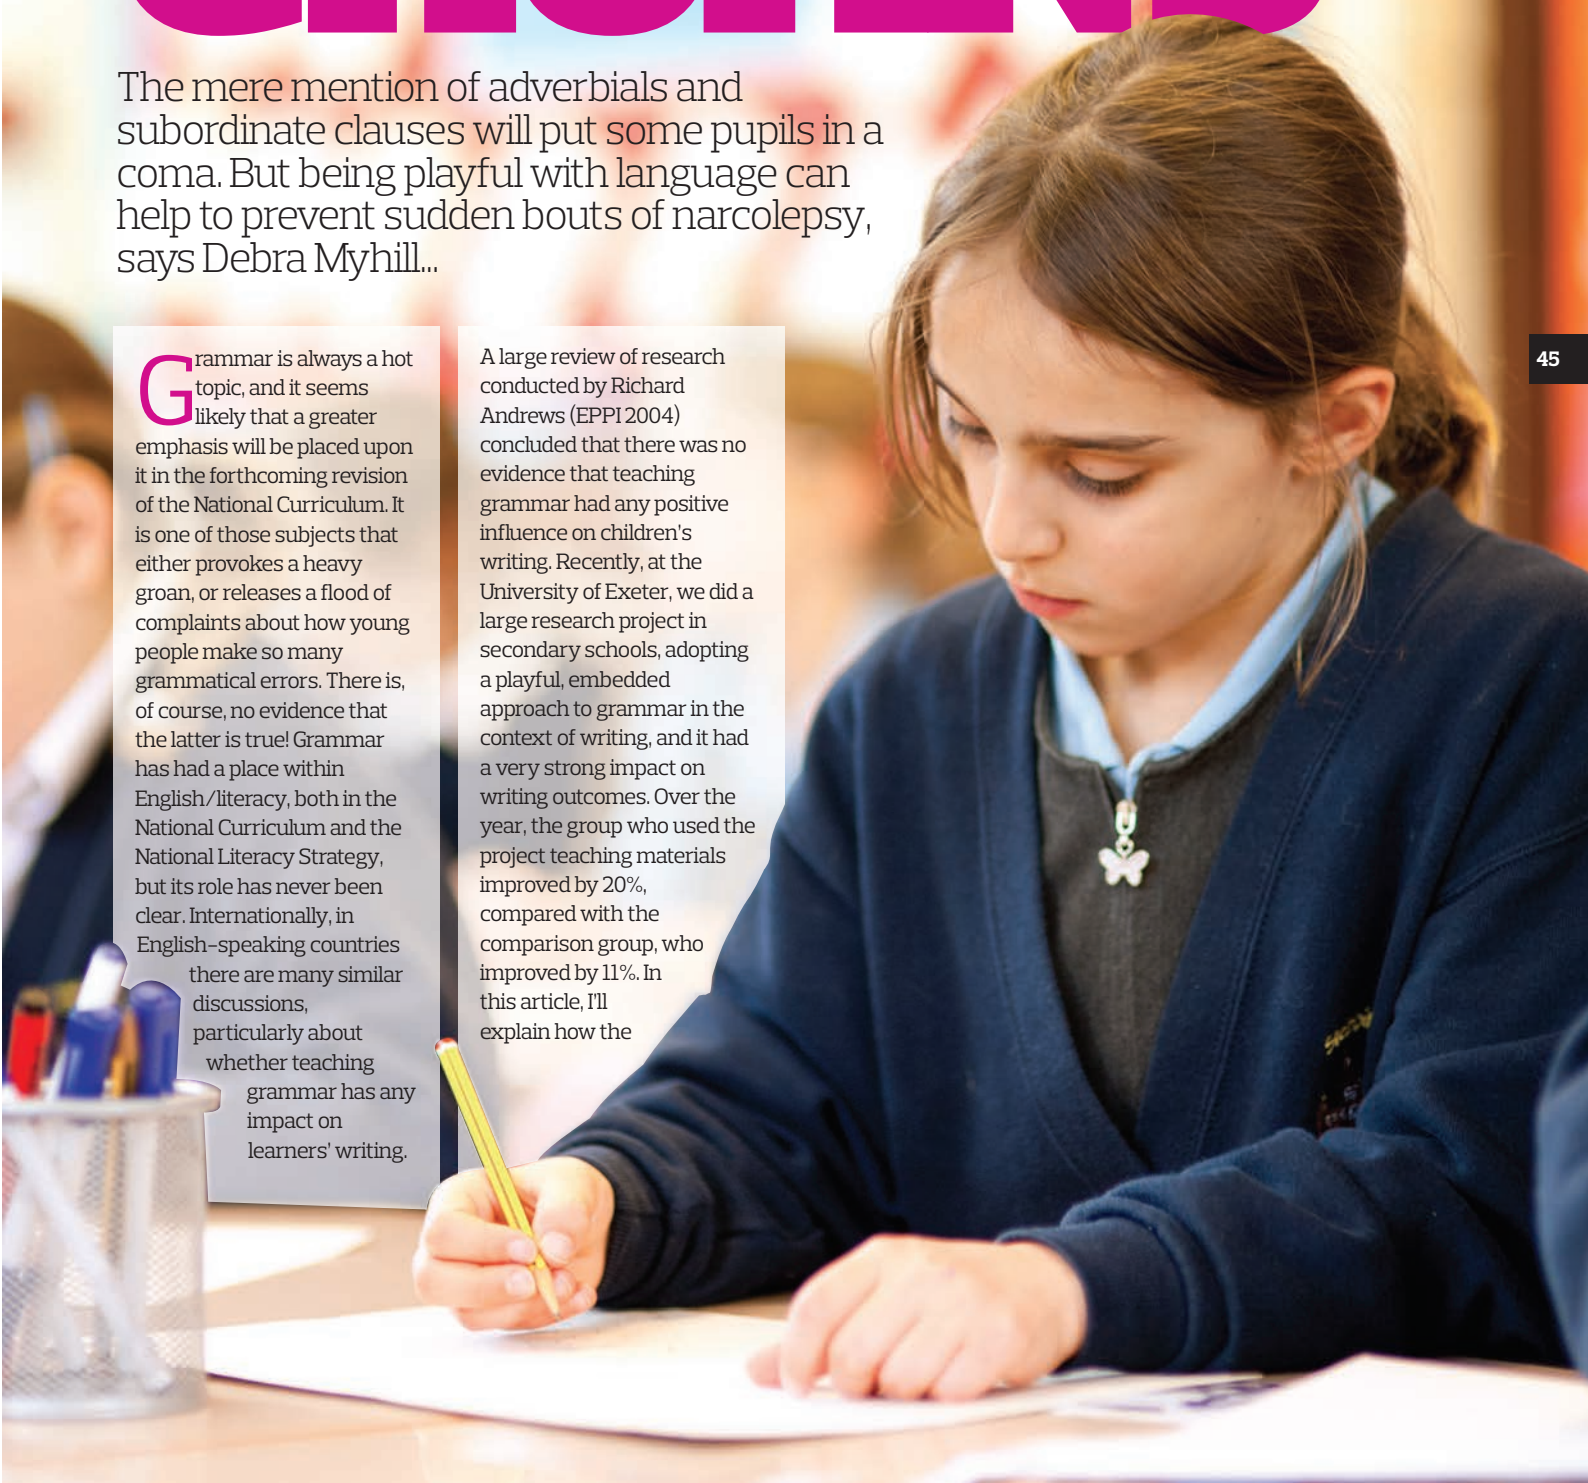 The mere mention of adverbials and
subordinate clauses will put some pupils in a
coma. But being playful with language can
help to prevent sudden bouts of narcolepsy,
says Debra Myhill...
Grammar is always a hot
topic, and it seems
likely that a greater
emphasis will be placed upon
it in the forthcoming revision
of the National Curriculum. It
is one of those subjects that
either provokes a heavy
groan, or releases a flood of
complaints about how young
people make so many
grammatical errors. There is,
of course, no evidence that
the latter is true! Grammar
has had a place within
English/literacy, both in the
National Curriculum and the
National Literacy Strategy,
but its role has never been
clear. Internationally, in
English-speaking countries
there are many similar
discussions,
particularly about
whether teaching
grammar has any
impact on
learners' writing.
A large review of research
conducted by Richard
Andrews (EPPI 2004)
concluded that there was no
evidence that teaching
grammar had any positive
influence on children's
writing. Recently, at the
University of Exeter, we did a
large research project in
secondary schools, adopting
a playful, embedded
approach to grammar in the
context of writing, and it had
a very strong impact on
writing outcomes. Over the
year, the group who used the
project teaching materials
improved by 20%,
compared with the
comparison group, who
improved by 11%. In
this article, I'll
explain how the
45